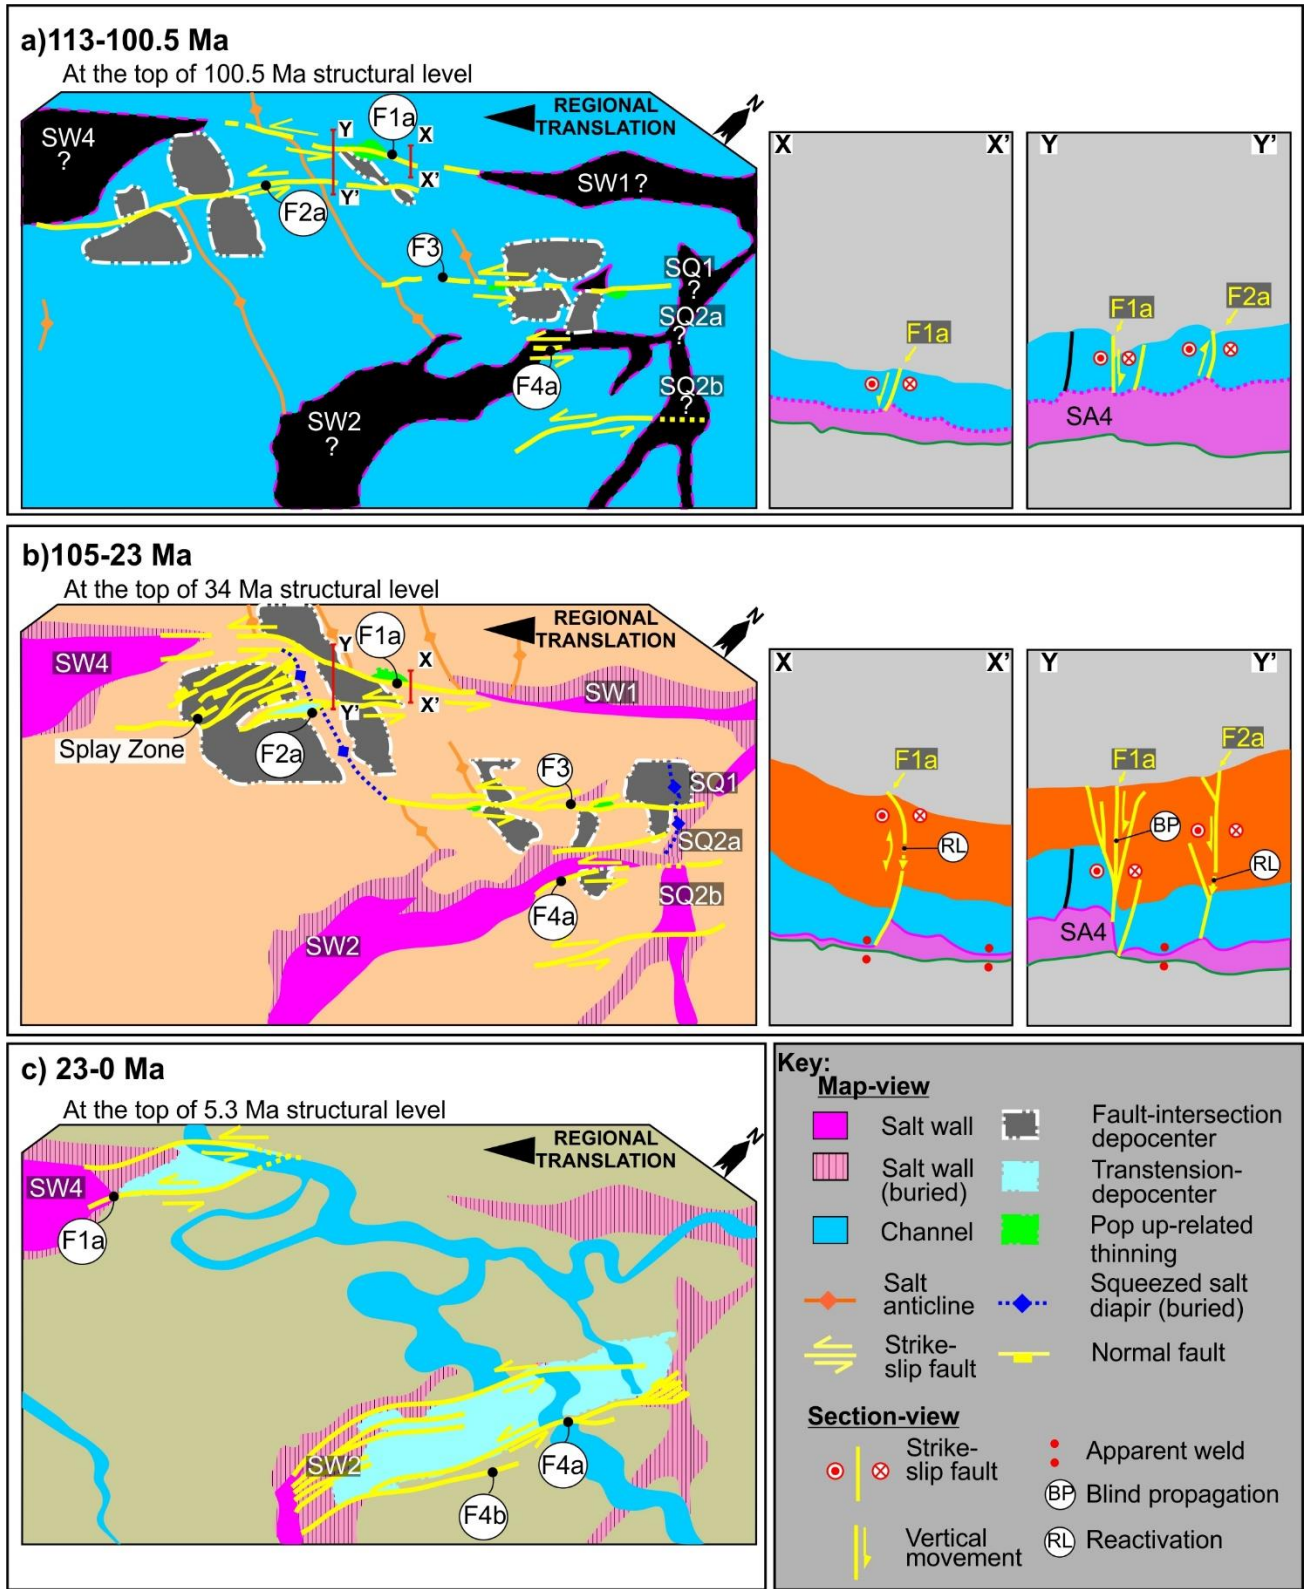 a)113-100.5 Ma
At the top of 100.5 Ma structural level
REGIONAL
TRANSLATION
N
SW4
?
F1a
Y
X
X'
Y'
F2a
SW1?
F3
SQ1
?
SQ2a
?
F4a
SQ2b
?
SW2
?
X
X'
F1a
Y
Y'
F1a
F2a
SA4
b)105-23 Ma
At the top of 34 Ma structural level
REGIONAL
TRANSLATION
N
SW4
F1a
Y
X
X'
Y'
SW1
Splay Zone
F2a
F3
SQ1
SQ2a
F4a
SQ2b
SW2
X
X'
F1a
RL
Y
Y'
F1a
F2a
BP
RL
SA4
c) 23-0 Ma
At the top of 5.3 Ma structural level
REGIONAL
TRANSLATION
N
SW4
F1a
SW2
F4a
F4b
Key:
Map-view
Salt wall
Fault-intersection
depocenter
Salt wall
(buried)
Transtension-
depocenter
Channel
Pop up-related
thinning
Salt
anticline
Squeezed salt
diapir (buried)
Strike-
slip fault
Normal fault
Section-view
Strike-
slip fault
Apparent weld
BP Blind propagation
Vertical
movement
RL Reactivation